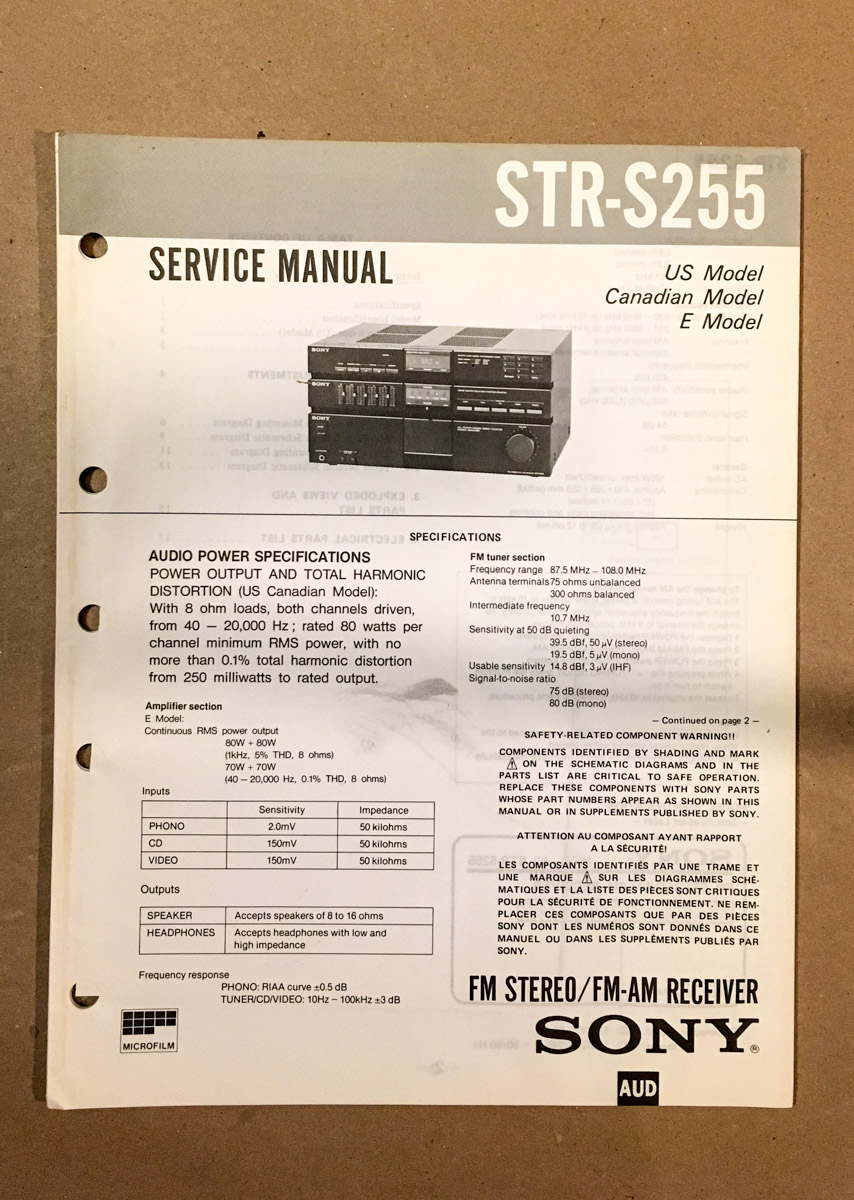 STR-S255
SERVICE MANUAL
US Model
Canadian Model
E Model
SONY
SONY
SONY
SPECIFICATIONS
AUDIO POWER SPECIFICATIONS
POWER OUTPUT AND TOTAL HARMONIC
DISTORTION (US Canadian Model):
With 8 ohm loads, both channels driven,
from 40 – 20,000 Hz ; rated 80 watts per
channel minimum RMS power, with no
more than 0.1% total harmonic distortion
from 250 milliwatts to rated output.
Amplifier section
E Model:
Continuous RMS power output
80W + 80W
(1kHz, 5% THD, 8 ohms)
70W + 70W
(40 – 20,000 Hz, 0.1% THD, 8 ohms)
Inputs
Sensitivity Impedance
PHONO 2.0mV 50 kilohms
CD 150mV 50 kilohms
VIDEO 150mV 50 kilohms
Outputs
SPEAKER Accepts speakers of 8 to 16 ohms
HEADPHONES Accepts headphones with low and
high impedance
Frequency response
PHONO: RIAA curve ±0.5 dB
TUNER/CD/VIDEO: 10Hz – 100kHz ±3 dB
MICROFILM
FM tuner section
Frequency range 87.5 MHz – 108.0 MHz
Antenna terminals 75 ohms unbalanced
300 ohms balanced
Intermediate frequency
10.7 MHz
Sensitivity at 50 dB quieting
39.5 dBf, 50 µV (stereo)
19.5 dBf, 5 µV (mono)
Usable sensitivity 14.8 dBf, 3 µV (IHF)
Signal-to-noise ratio
75 dB (stereo)
80 dB (mono)
– Continued on page 2 –
SAFETY-RELATED COMPONENT WARNING!!
COMPONENTS IDENTIFIED BY SHADING AND MARK
⚠ ON THE SCHEMATIC DIAGRAMS AND IN THE
PARTS LIST ARE CRITICAL TO SAFE OPERATION.
REPLACE THESE COMPONENTS WITH SONY PARTS
WHOSE PART NUMBERS APPEAR AS SHOWN IN THIS
MANUAL OR IN SUPPLEMENTS PUBLISHED BY SONY.
ATTENTION AU COMPOSANT AYANT RAPPORT
A LA SÉCURITÉ!
LES COMPOSANTS IDENTIFIÉS PAR UNE TRAME ET
UNE MARQUE ⚠ SUR LES DIAGRAMMES SCHÉ-
MATIQUES ET LA LISTE DES PIÈCES SONT CRITIQUES
POUR LA SÉCURITÉ DE FONCTIONNEMENT. NE REM-
PLACER CES COMPOSANTS QUE PAR DES PIÈCES
SONY DONT LES NUMÉROS SONT DONNÉS DANS CE
MANUEL OU DANS LES SUPPLÉMENTS PUBLIÉS PAR
SONY.
FM STEREO/FM-AM RECEIVER
SONY®
AUD